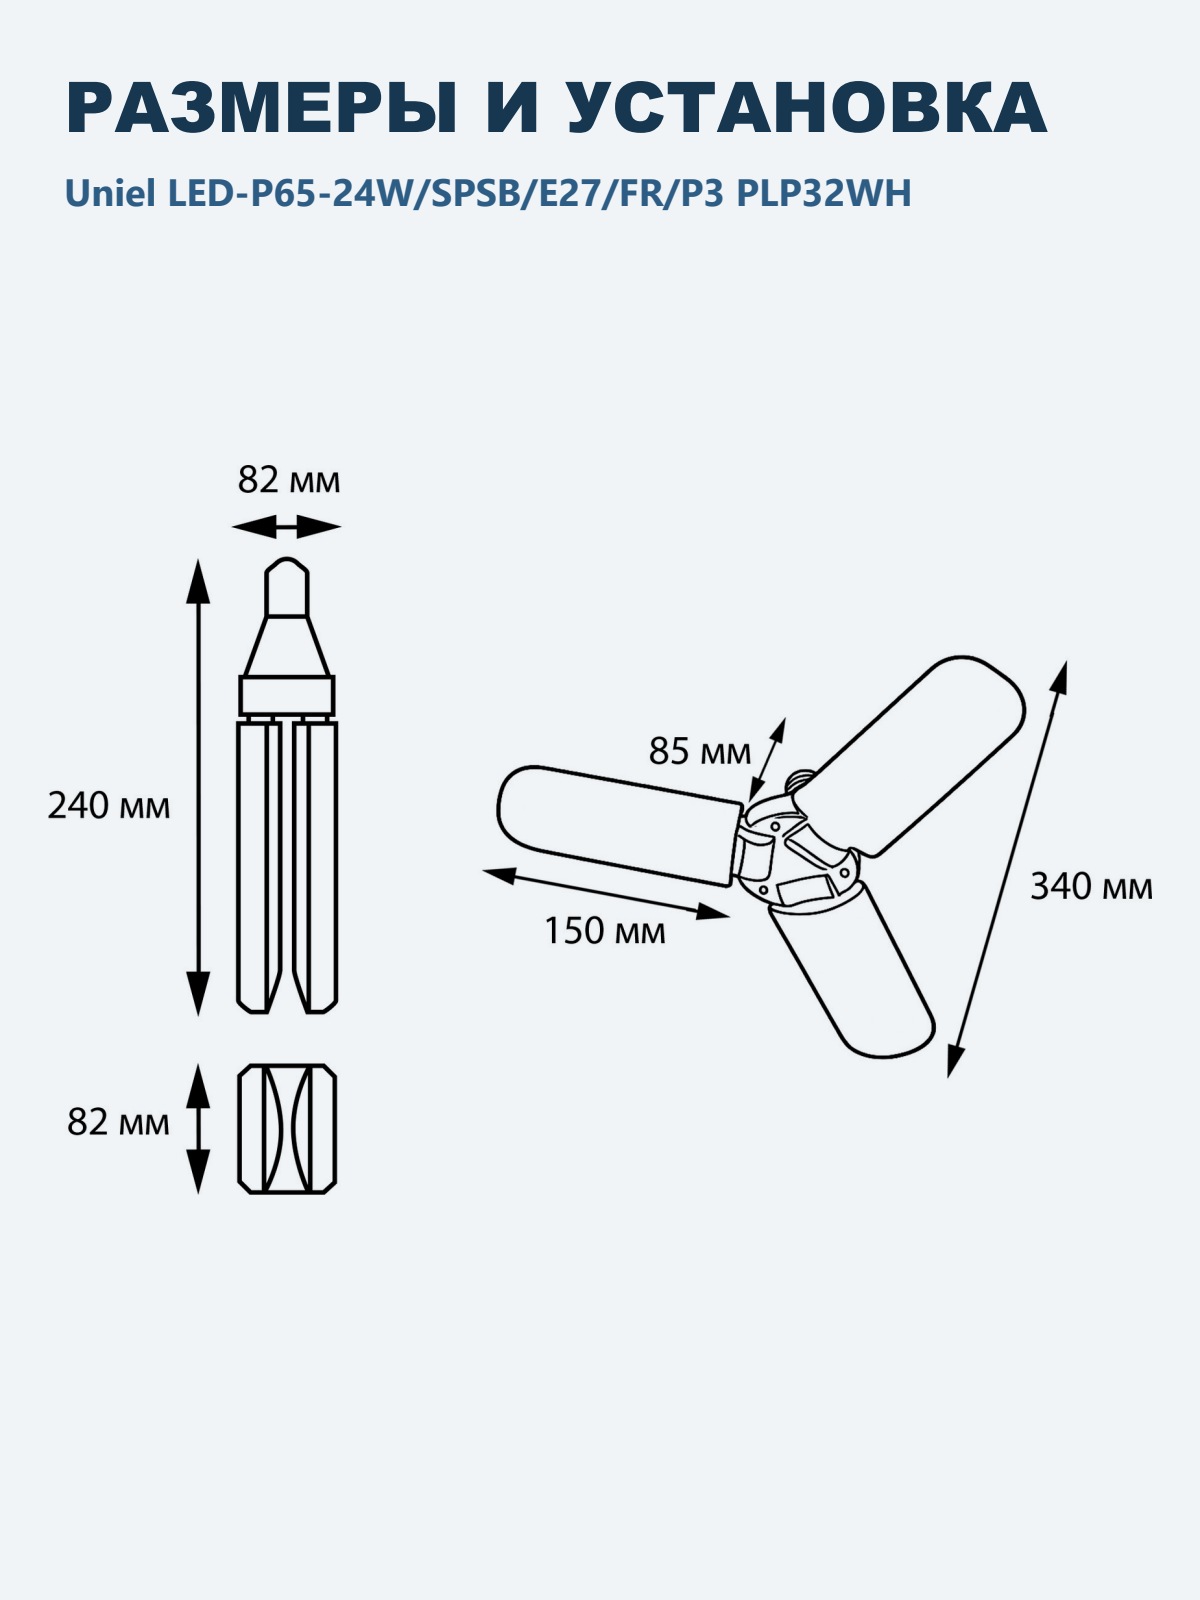 РАЗМЕРЫ И УСТАНОВКА
Uniel LED-P65-24W/SPSB/E27/FR/P3 PLP32WH
82 мм
240 мм
82 мм
85 мм
150 мм
340 мм